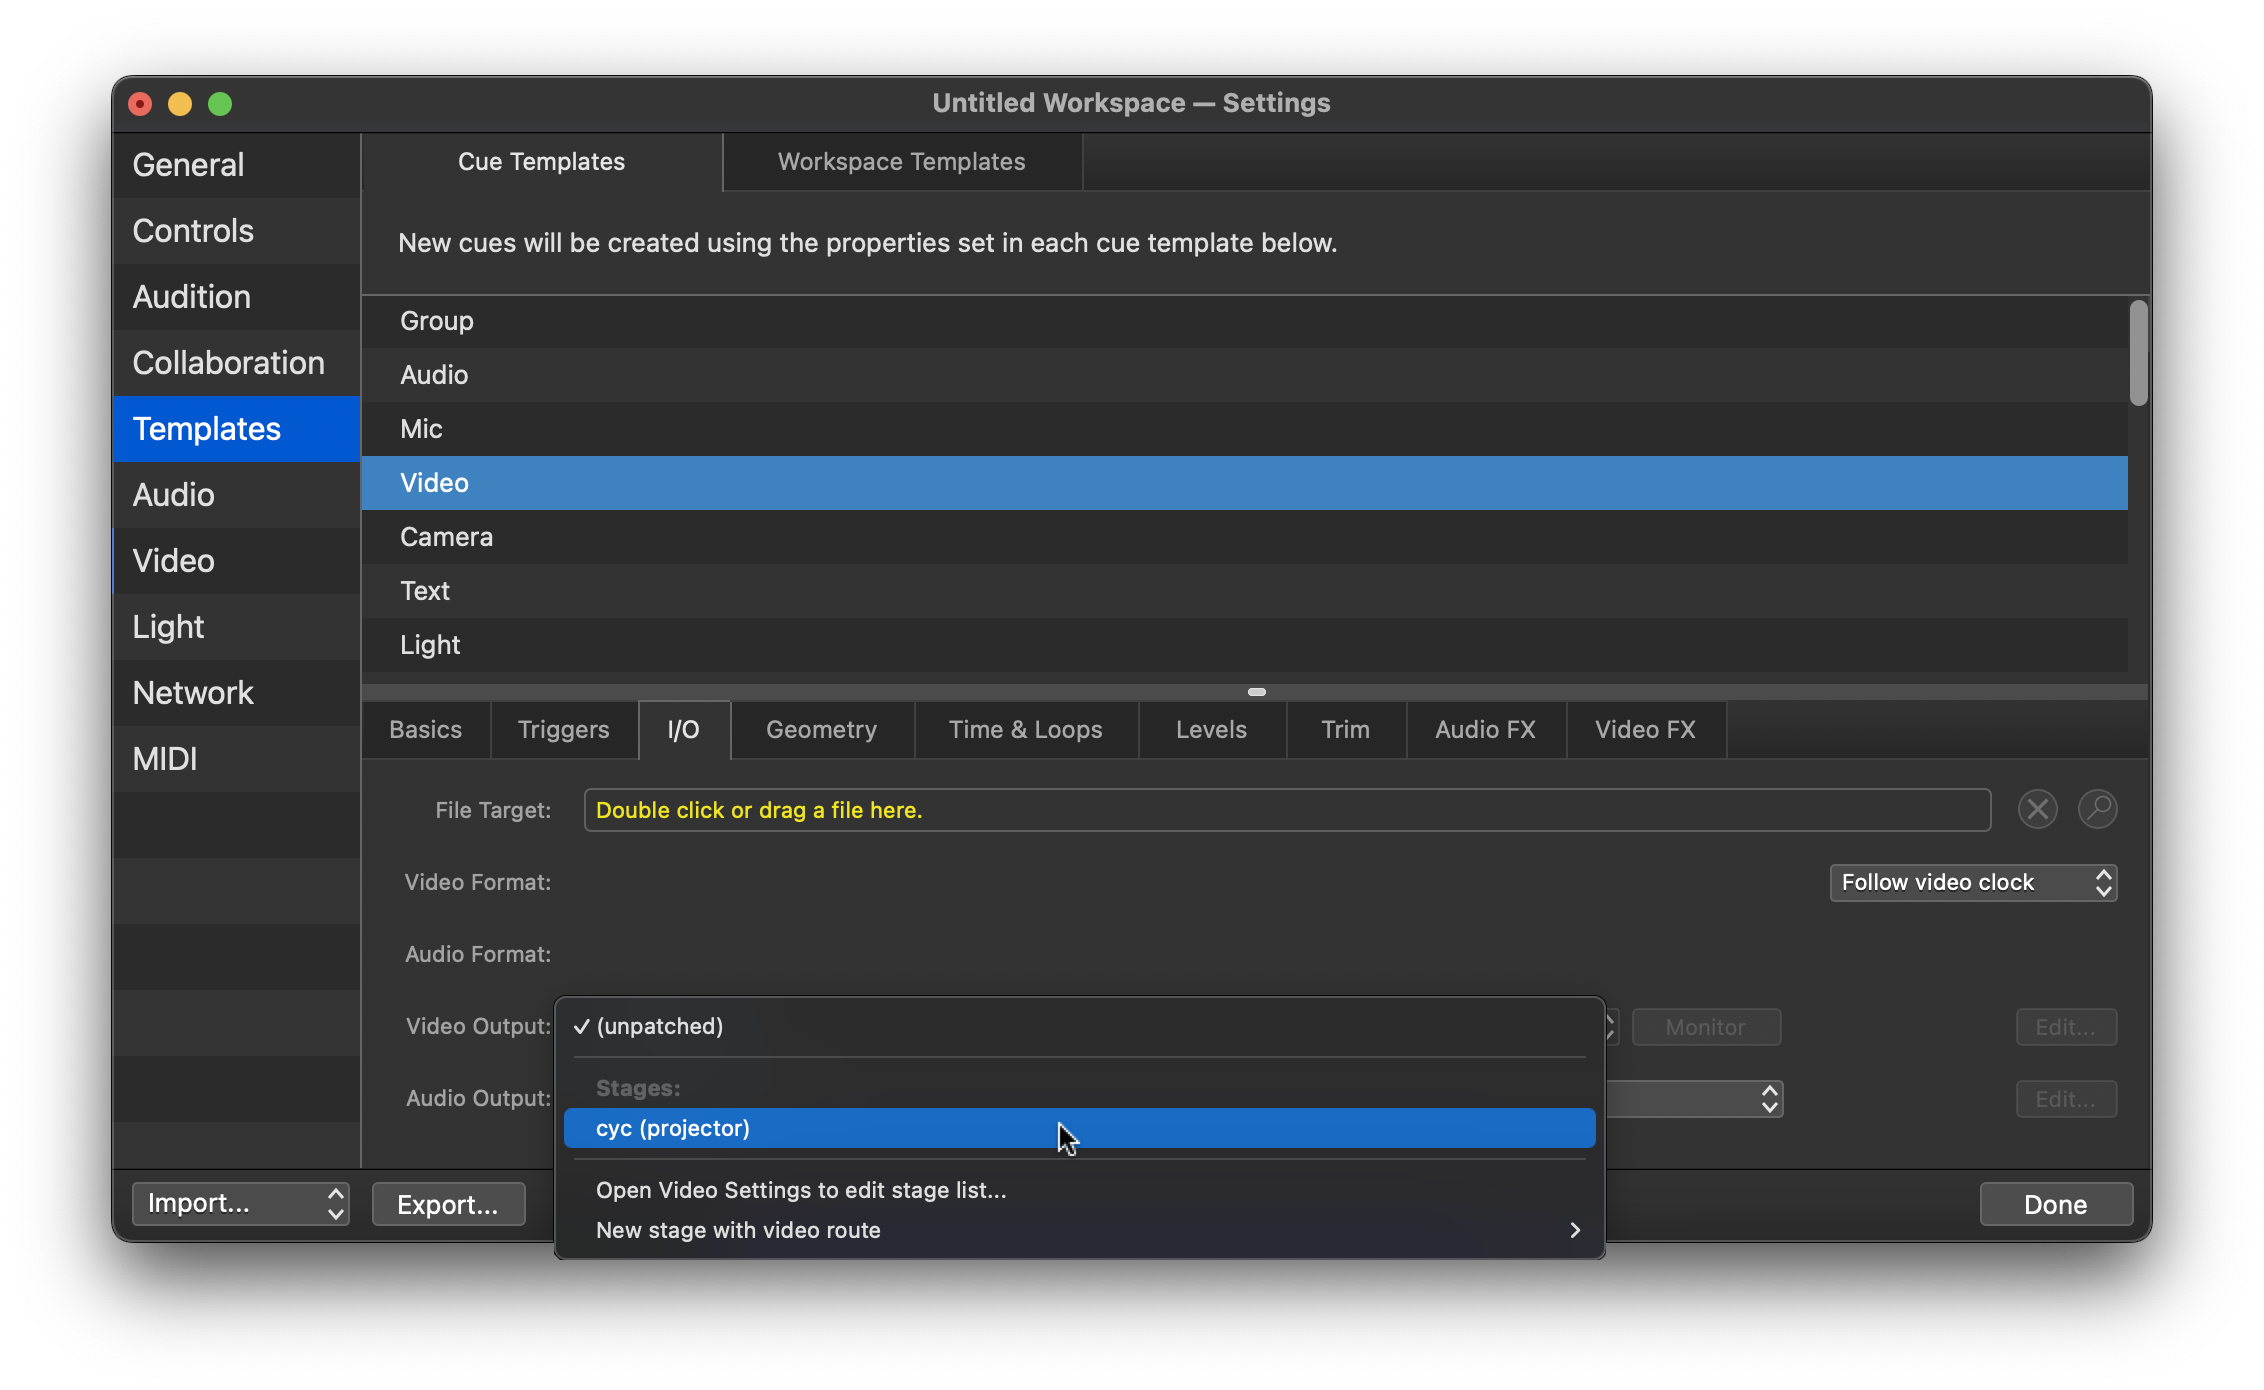 Untitled Workspace — Settings
General
Controls
Audition
Collaboration
Templates
Audio
Video
Light
Network
MIDI
Cue Templates
Workspace Templates
New cues will be created using the properties set in each cue template below.
Group
Audio
Mic
Video
Camera
Text
Light
Basics
Triggers
I/O
Geometry
Time & Loops
Levels
Trim
Audio FX
Video FX
File Target:
Double click or drag a file here.
Video Format:
Follow video clock
Audio Format:
Video Output:
✓ (unpatched)
Monitor
Edit...
Stages:
Audio Output:
Edit...
cyc (projector)
Open Video Settings to edit stage list...
New stage with video route
Import...
Export...
Done